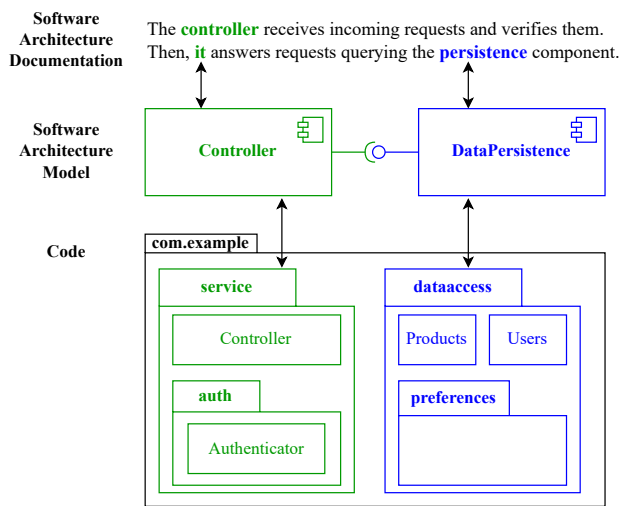 Software
Architecture
Documentation
The controller receives incoming requests and verifies them.
Then, it answers requests querying the persistence component.
Software
Architecture
Model
Controller
DataPersistence
Code
com.example
service
Controller
auth
Authenticator
dataaccess
Products
Users
preferences